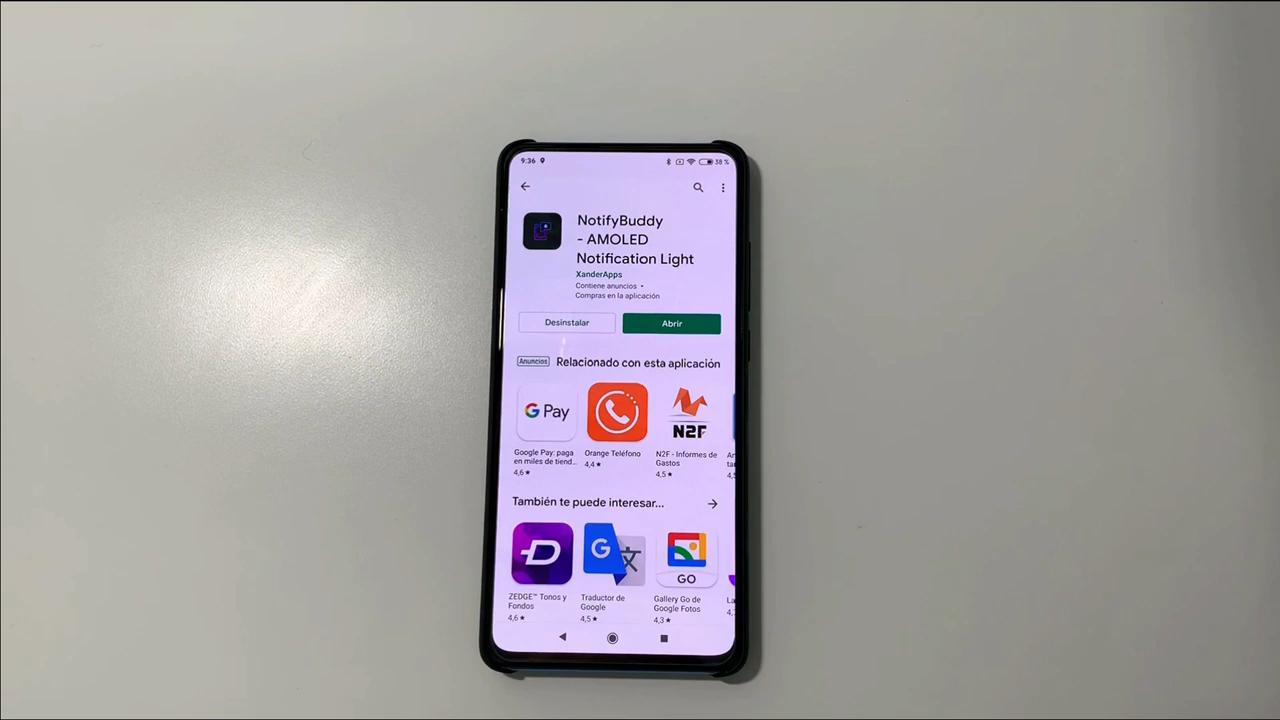 9:36
38 %
NotifyBuddy
- AMOLED
Notification Light
XanderApps
Contiene anuncios •
Compras en la aplicación
Desinstalar
Abrir
Anuncios Relacionado con esta aplicación
G Pay
N2F
Google Pay: paga
en miles de tiend...
4,6 ★
Orange Teléfono
4,4 ★
N2F - Informes de
Gastos
4,5 ★
También te puede interesar...
GO
ZEDGE™ Tonos y
Fondos
4,6 ★
Traductor de
Google
4,5 ★
Gallery Go de
Google Fotos
4,3 ★